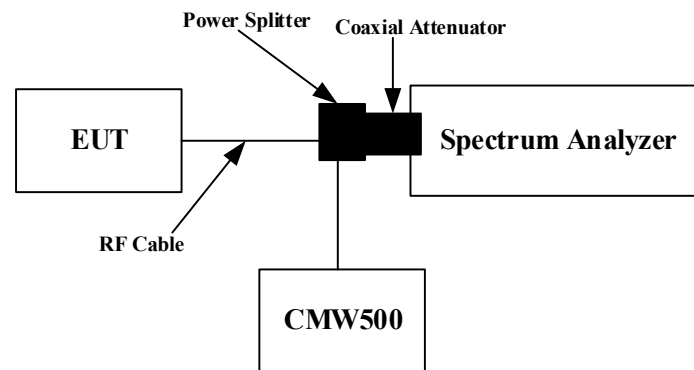 Power Splitter
Coaxial Attenuator
EUT
Spectrum Analyzer
RF Cable
CMW500